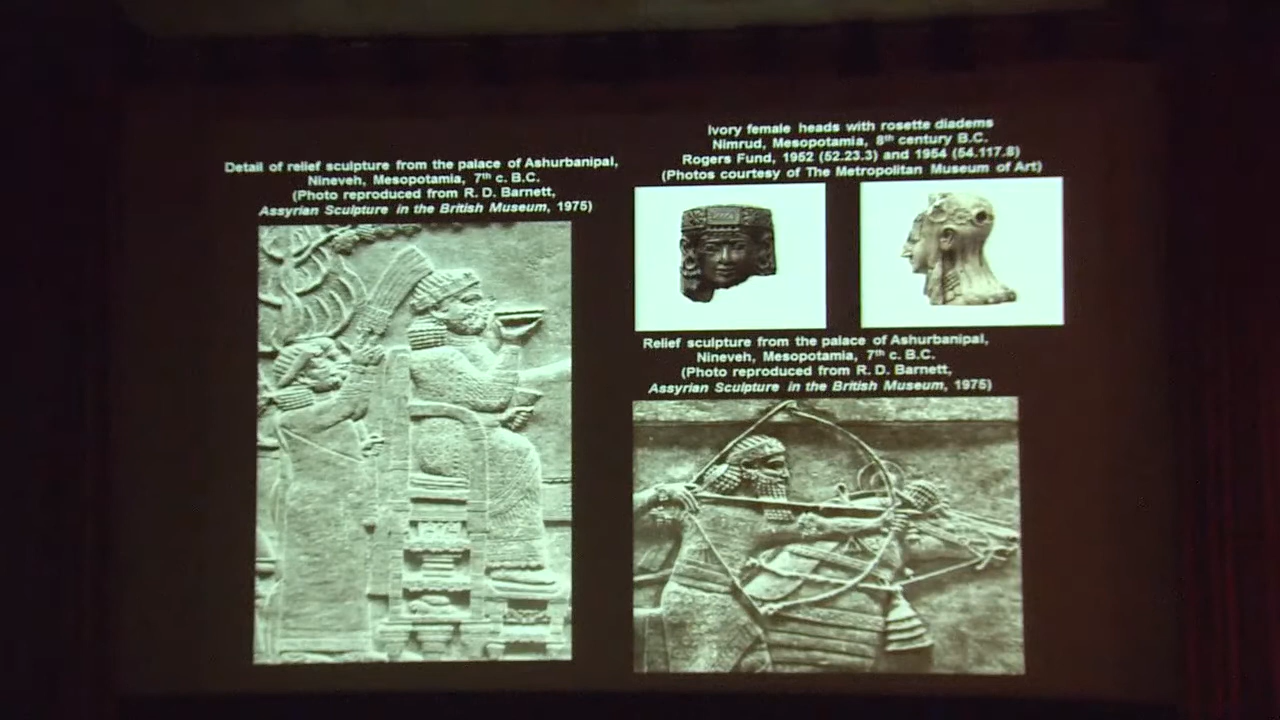 Detail of relief sculpture from the palace of Ashurbanipal,
Nineveh, Mesopotamia, 7th c. B.C.
(Photo reproduced from R. D. Barnett,
Assyrian Sculpture in the British Museum, 1975)
Ivory female heads with rosette diadems
Nimrud, Mesopotamia, 8th century B.C.
Rogers Fund, 1952 (52.23.3) and 1954 (54.117.8)
(Photos courtesy of The Metropolitan Museum of Art)
Relief sculpture from the palace of Ashurbanipal,
Nineveh, Mesopotamia, 7th c. B.C.
(Photo reproduced from R. D. Barnett,
Assyrian Sculpture in the British Museum, 1975)